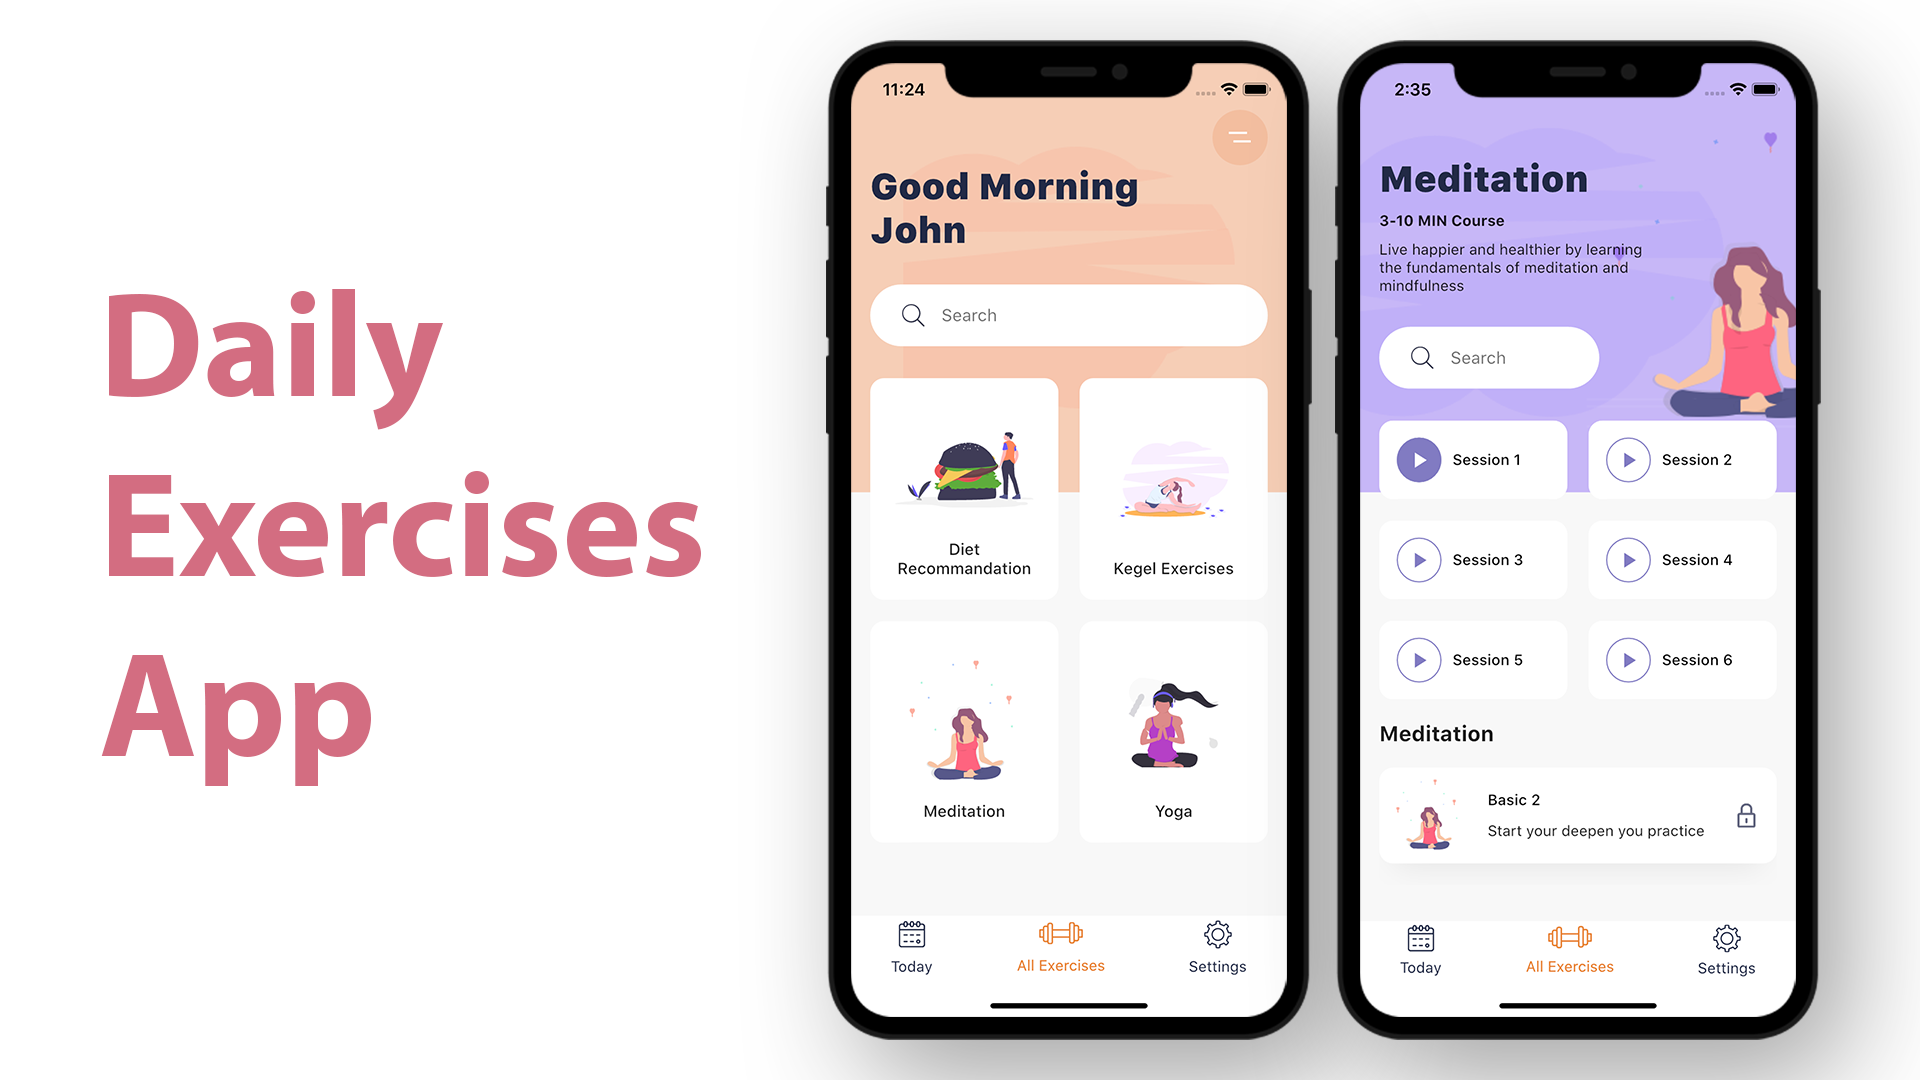 Daily
Exercises
App
11:24
Good Morning
John
Search
Diet
Recommandation
Kegel Exercises
Meditation
Yoga
Today
All Exercises
Settings
2:35
Meditation
3-10 MIN Course
Live happier and healthier by learning
the fundamentals of meditation and
mindfulness
Search
Session 1
Session 2
Session 3
Session 4
Session 5
Session 6
Meditation
Basic 2
Start your deepen you practice
Today
All Exercises
Settings